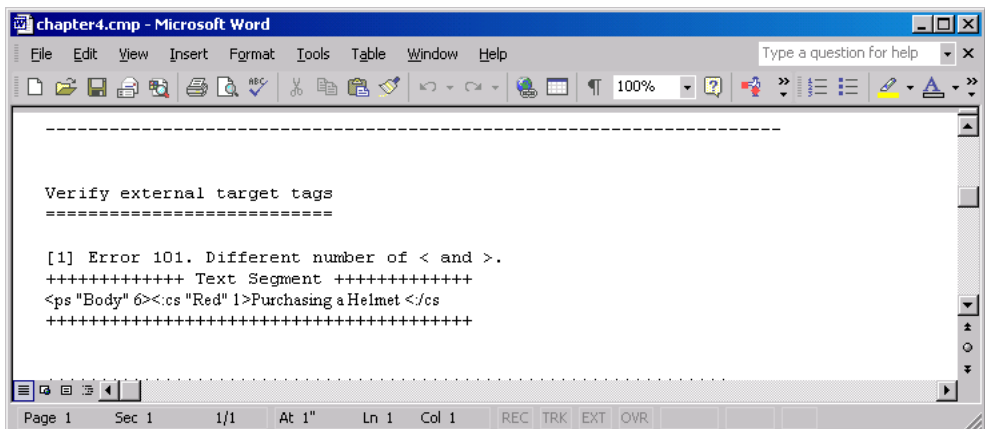 chapter4.cmp - Microsoft Word
File Edit View Insert Format Tools Table Window Help Type a question for help
100%
----------------------------------------------------------------------
Verify external target tags
===========================
[1] Error 101. Different number of < and >.
+++++++++++++ Text Segment +++++++++++++
<ps "Body" 6><:cs "Red" 1>Purchasing a Helmet <:/cs
++++++++++++++++++++++++++++++++++++++++
Page 1 Sec 1 1/1 At 1" Ln 1 Col 1 REC TRK EXT OVR